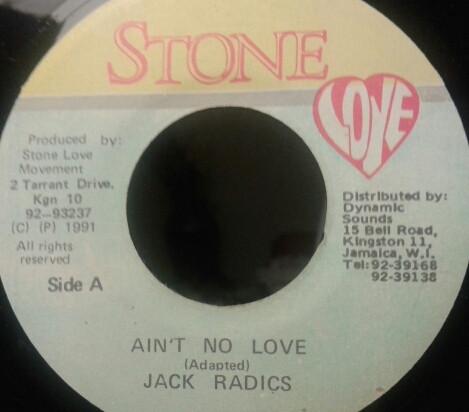 STONE
LOVE
Produced by:
Stone Love
Movement
2 Tarrant Drive.
Kgn 10
92-93237
(C) (P) 1991
All rights
reserved
Side A
Distributed by:
Dynamic
Sounds
15 Bell Road,
Kingston 11,
Jamaica, W.I.
Tel: 92-39168
92-39138
AIN'T NO LOVE
(Adapted)
JACK RADICS